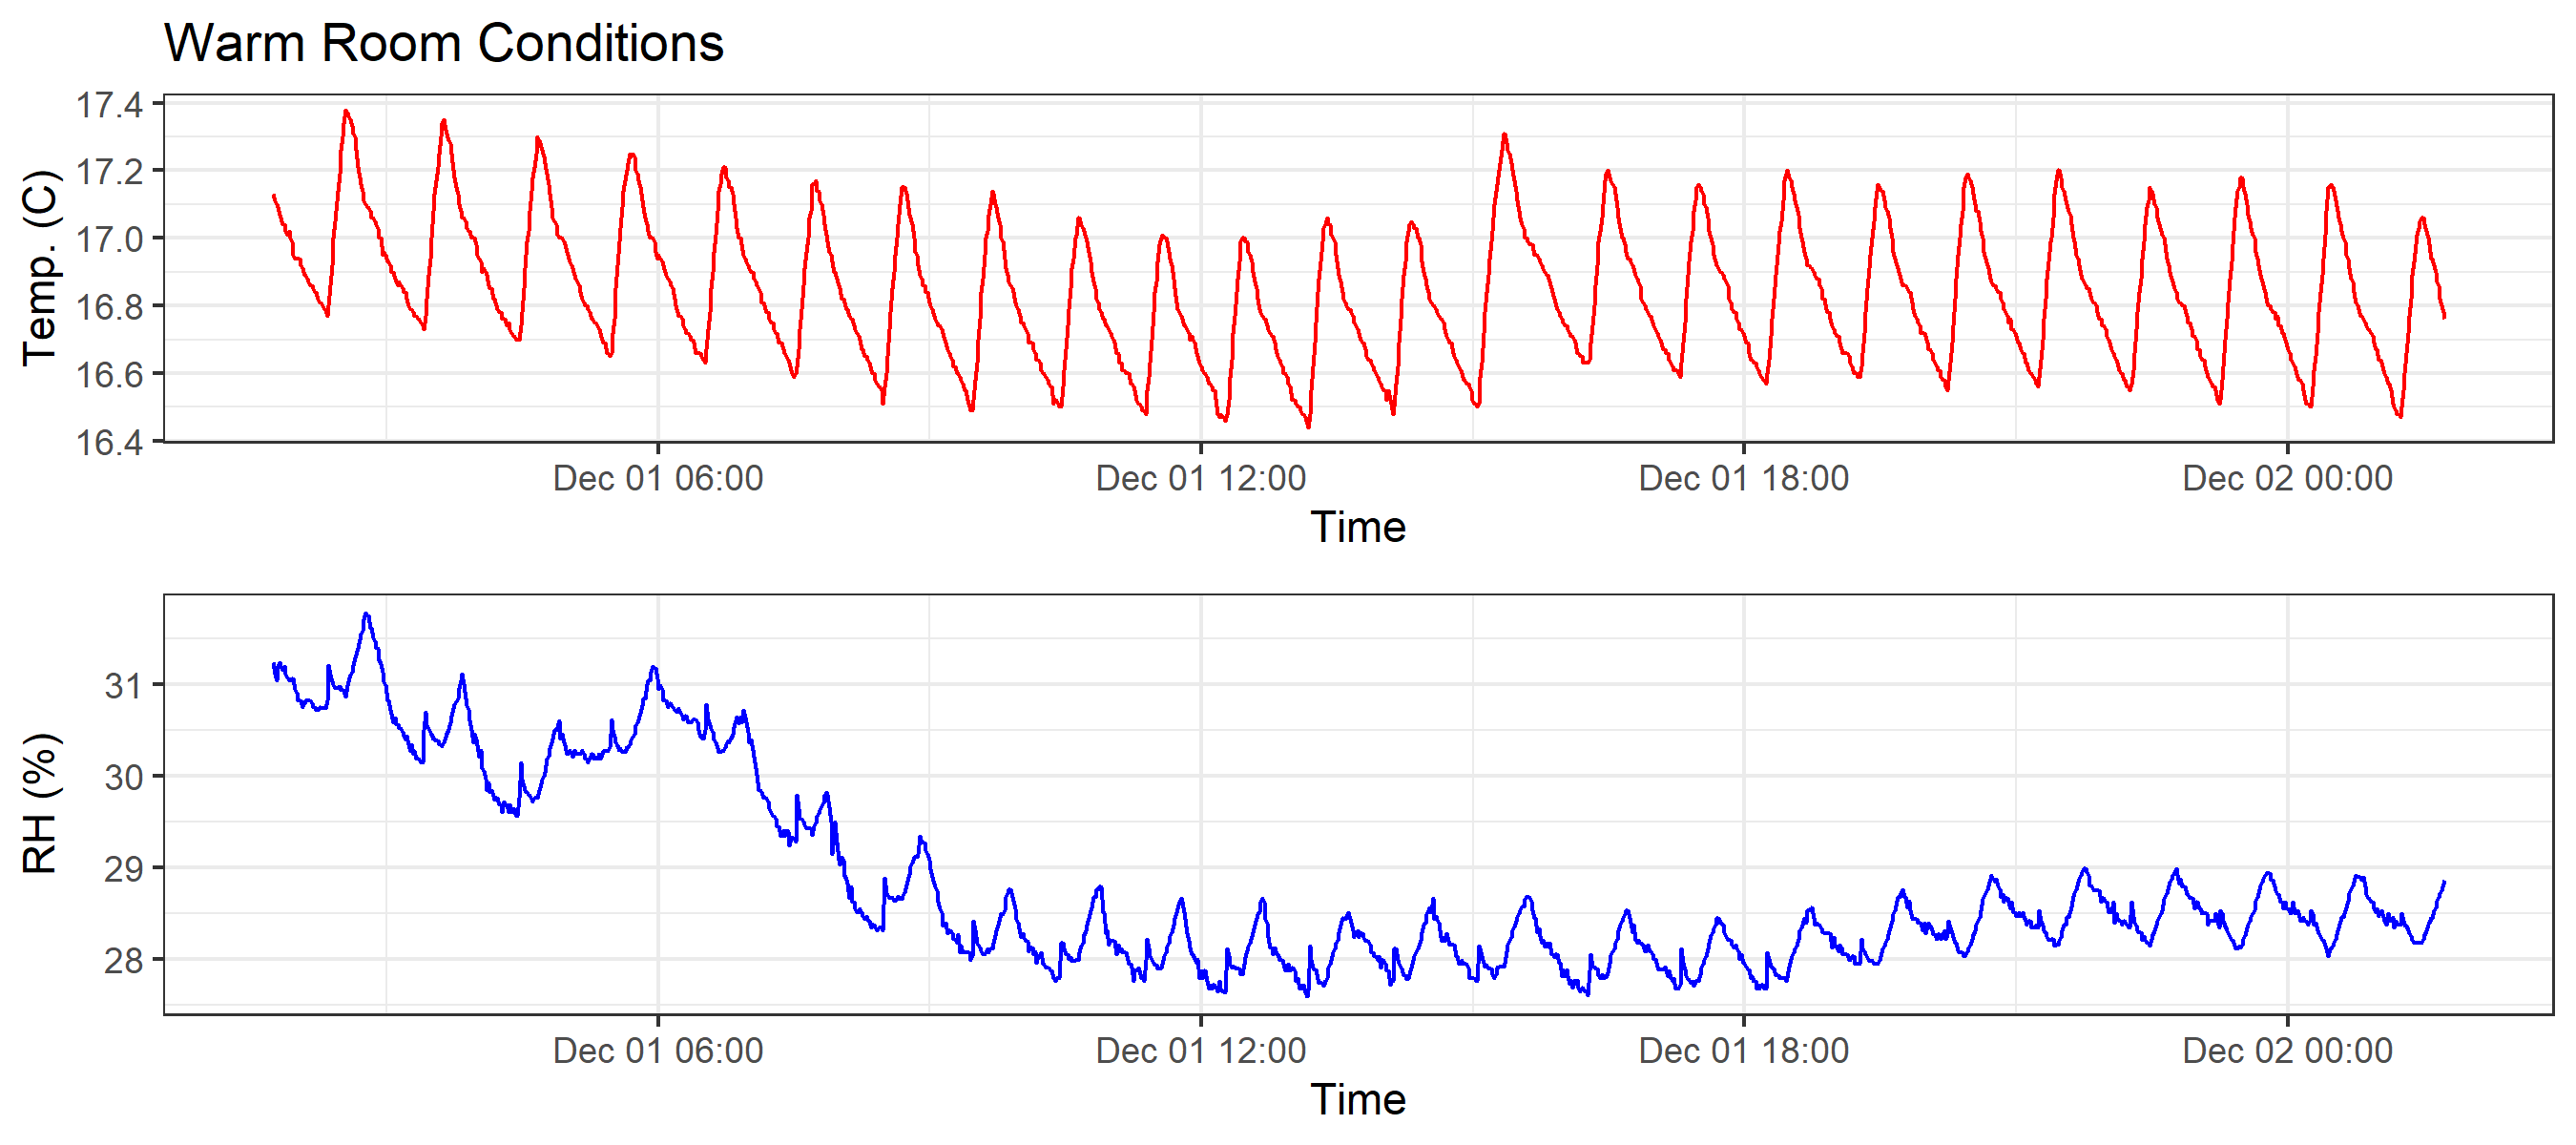 Warm Room Conditions
Temp. (C)
17.4
17.2
17.0
16.8
16.6
16.4
Dec 01 06:00 Dec 01 12:00 Dec 01 18:00 Dec 02 00:00
Time
RH (%)
31
30
29
28
Dec 01 06:00 Dec 01 12:00 Dec 01 18:00 Dec 02 00:00
Time